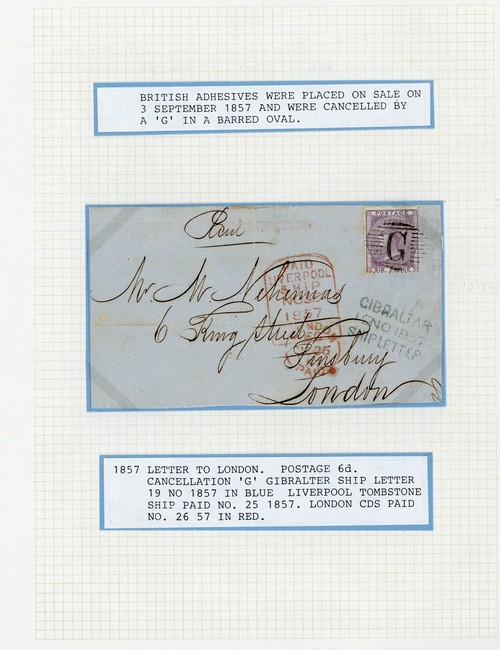 BRITISH ADHESIVES WERE PLACED ON SALE ON
3 SEPTEMBER 1857 AND WERE CANCELLED BY
A 'G' IN A BARRED OVAL.
Paid
POSTAGE
G
PAID
LIVERPOOL
SHIP
1857
PAID
GIBRALTAR
NO 1857
SHIP LETTER
Mr M Nehemias
6 King Street
Finsbury
London
1857 LETTER TO LONDON. POSTAGE 6d.
CANCELLATION 'G' GIBRALTER SHIP LETTER
19 NO 1857 IN BLUE LIVERPOOL TOMBSTONE
SHIP PAID NO. 25 1857. LONDON CDS PAID
NO. 26 57 IN RED.